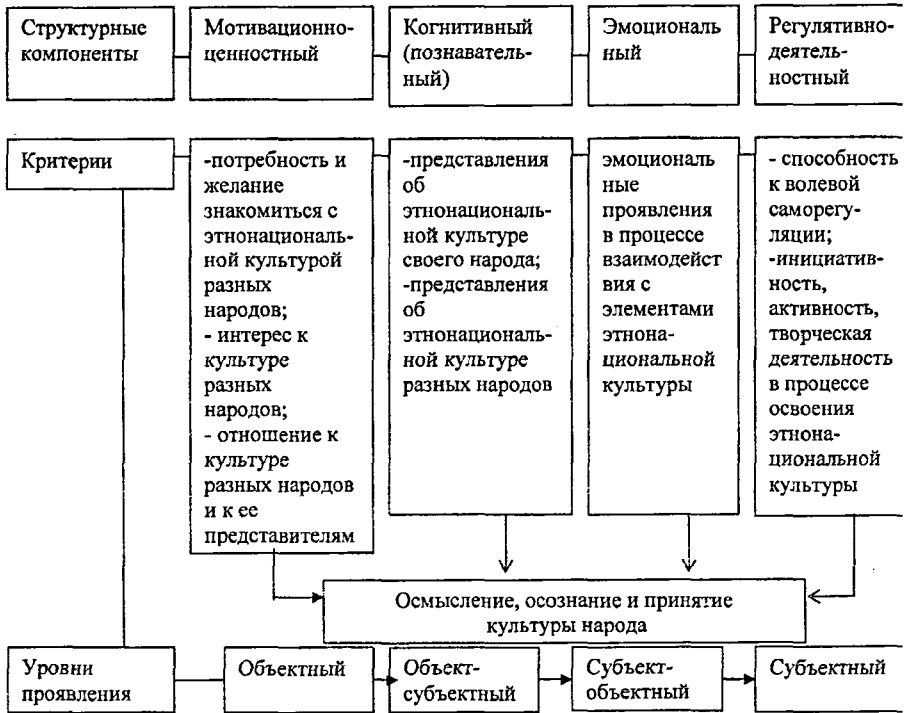 Структурные
компоненты
Мотивационно-
ценностный
Когнитивный
(познаватель-
ный)
Эмоциональ
ный
Регулятивно-
деятель-
ностный
Критерии
-потребность и
желание
знакомиться с
этнонациональ-
ной культурой
разных
народов;
- интерес к
культуре
разных
народов;
- отношение к
культуре
разных народов
и к ее
представителям
-представления
об
этнонациональ-
ной культуре
своего народа;
-представления
об
этнонациональ-
ной культуре
разных народов
эмоциональ
ные
проявления
в процессе
взаимодейст
вия с
элементами
этнона-
циональной
культуры
- способность
к волевой
саморегу-
ляции;
-инициатив-
ность,
активность,
творческая
деятельность
в процессе
освоения
этнона-
циональной
культуры
Осмысление, осознание и принятие
культуры народа
Уровни
проявления
Объектный
Объект-
субъектный
Субъект-
объектный
Субъектный